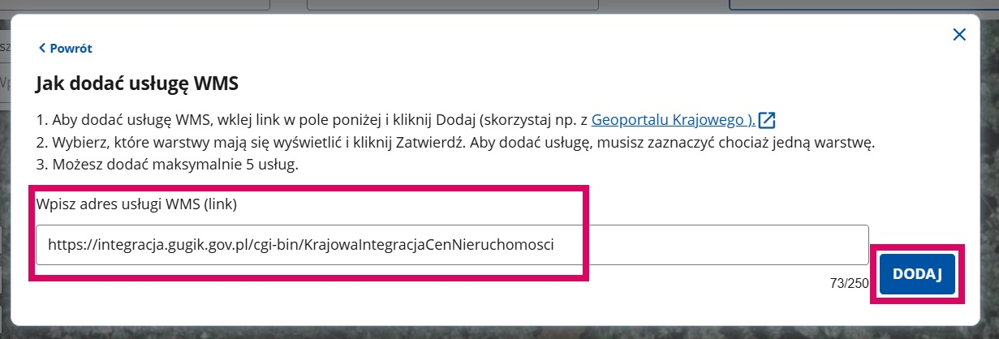 Powrót
Jak dodać usługę WMS
1. Aby dodać usługę WMS, wklej link w pole poniżej i kliknij Dodaj (skorzystaj np. z Geoportalu Krajowego ).
2. Wybierz, które warstwy mają się wyświetlić i kliknij Zatwierdź. Aby dodać usługę, musisz zaznaczyć chociaż jedną warstwę.
3. Możesz dodać maksymalnie 5 usług.
Wpisz adres usługi WMS (link)
https://integracja.gugik.gov.pl/cgi-bin/KrajowaIntegracjaCenNieruchomosci
73/250
DODAJ